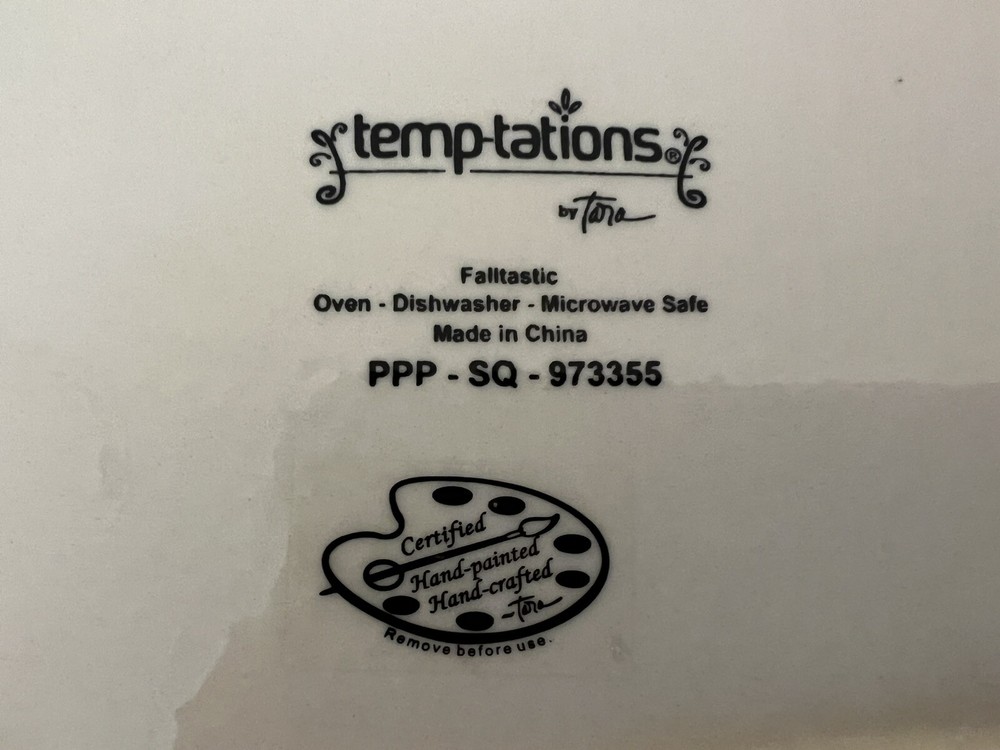 temp-tations®
by Tara
Falltastic
Oven - Dishwasher - Microwave Safe
Made in China
PPP - SQ - 973355
Certified
Hand-painted
Hand-crafted
~Tara
Remove before use.